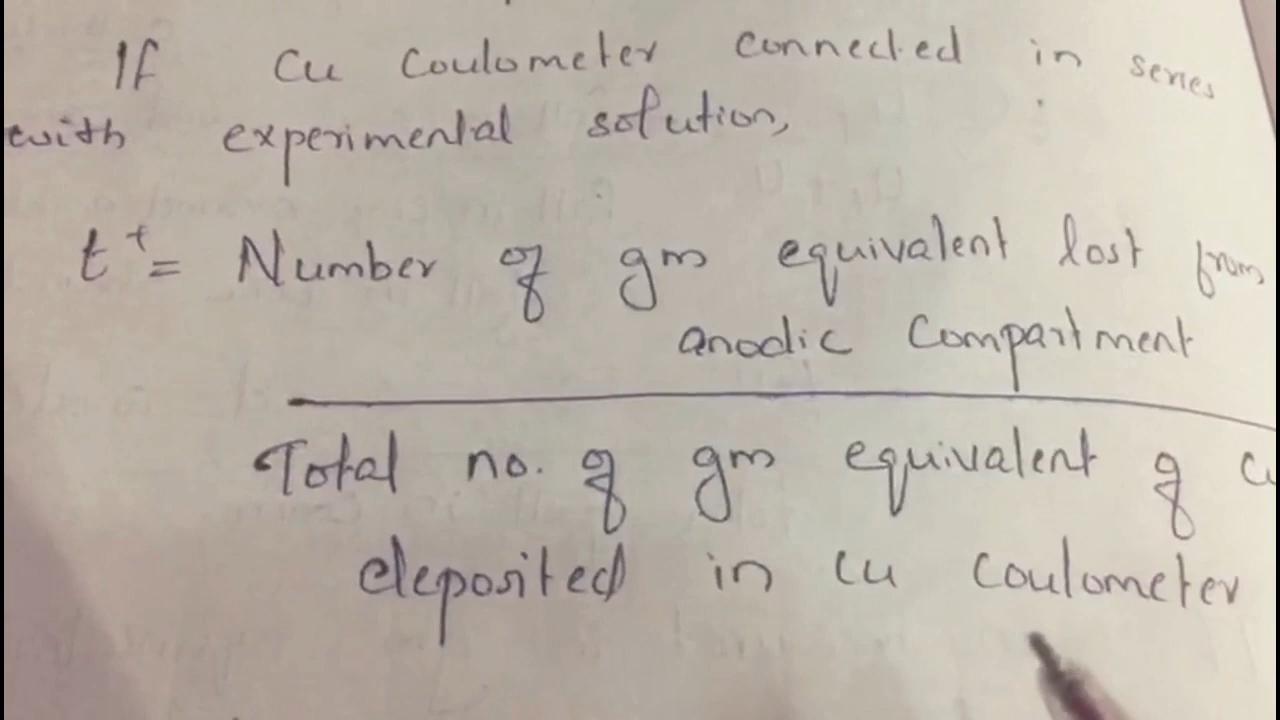 If Cu Coulometer connected in series
with experimental solution,
t⁺ = Number of gm equivalent lost from
anodic Compartment
Total no. of gm equivalent of
deposited in Cu Coulometer